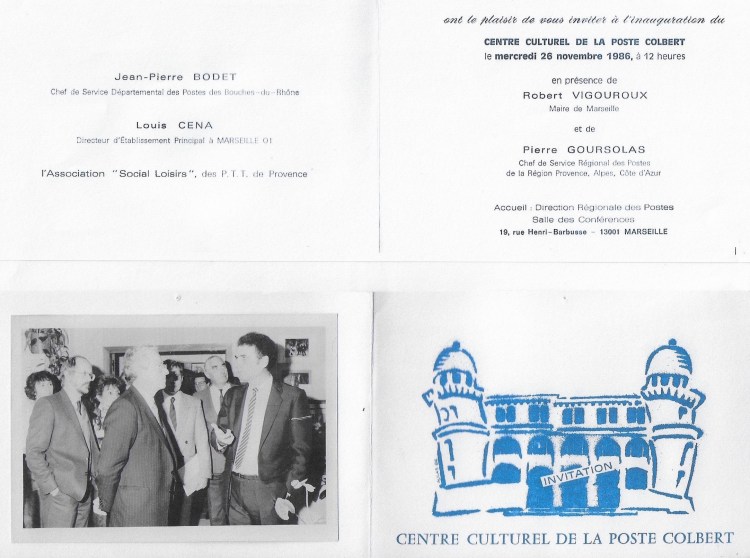 Jean-Pierre BODET
Chef de Service Départemental des Postes des Bouches-du-Rhône
Louis CENA
Directeur d'Établissement Principal à MARSEILLE 01
l'Association "Social Loisirs", des P.T.T. de Provence
ont le plaisir de vous inviter à l'inauguration du
CENTRE CULTUREL DE LA POSTE COLBERT
le mercredi 26 novembre 1986, à 12 heures
en présence de
Robert VIGOUROUX
Maire de Marseille
et de
Pierre GOURSOLAS
Chef de Service Régional des Postes
de la Région Provence, Alpes, Côte d'Azur
Accueil : Direction Régionale des Postes
Salle des Conférences
19, rue Henri-Barbusse - 13001 MARSEILLE
INVITATION
CENTRE CULTUREL DE LA POSTE COLBERT